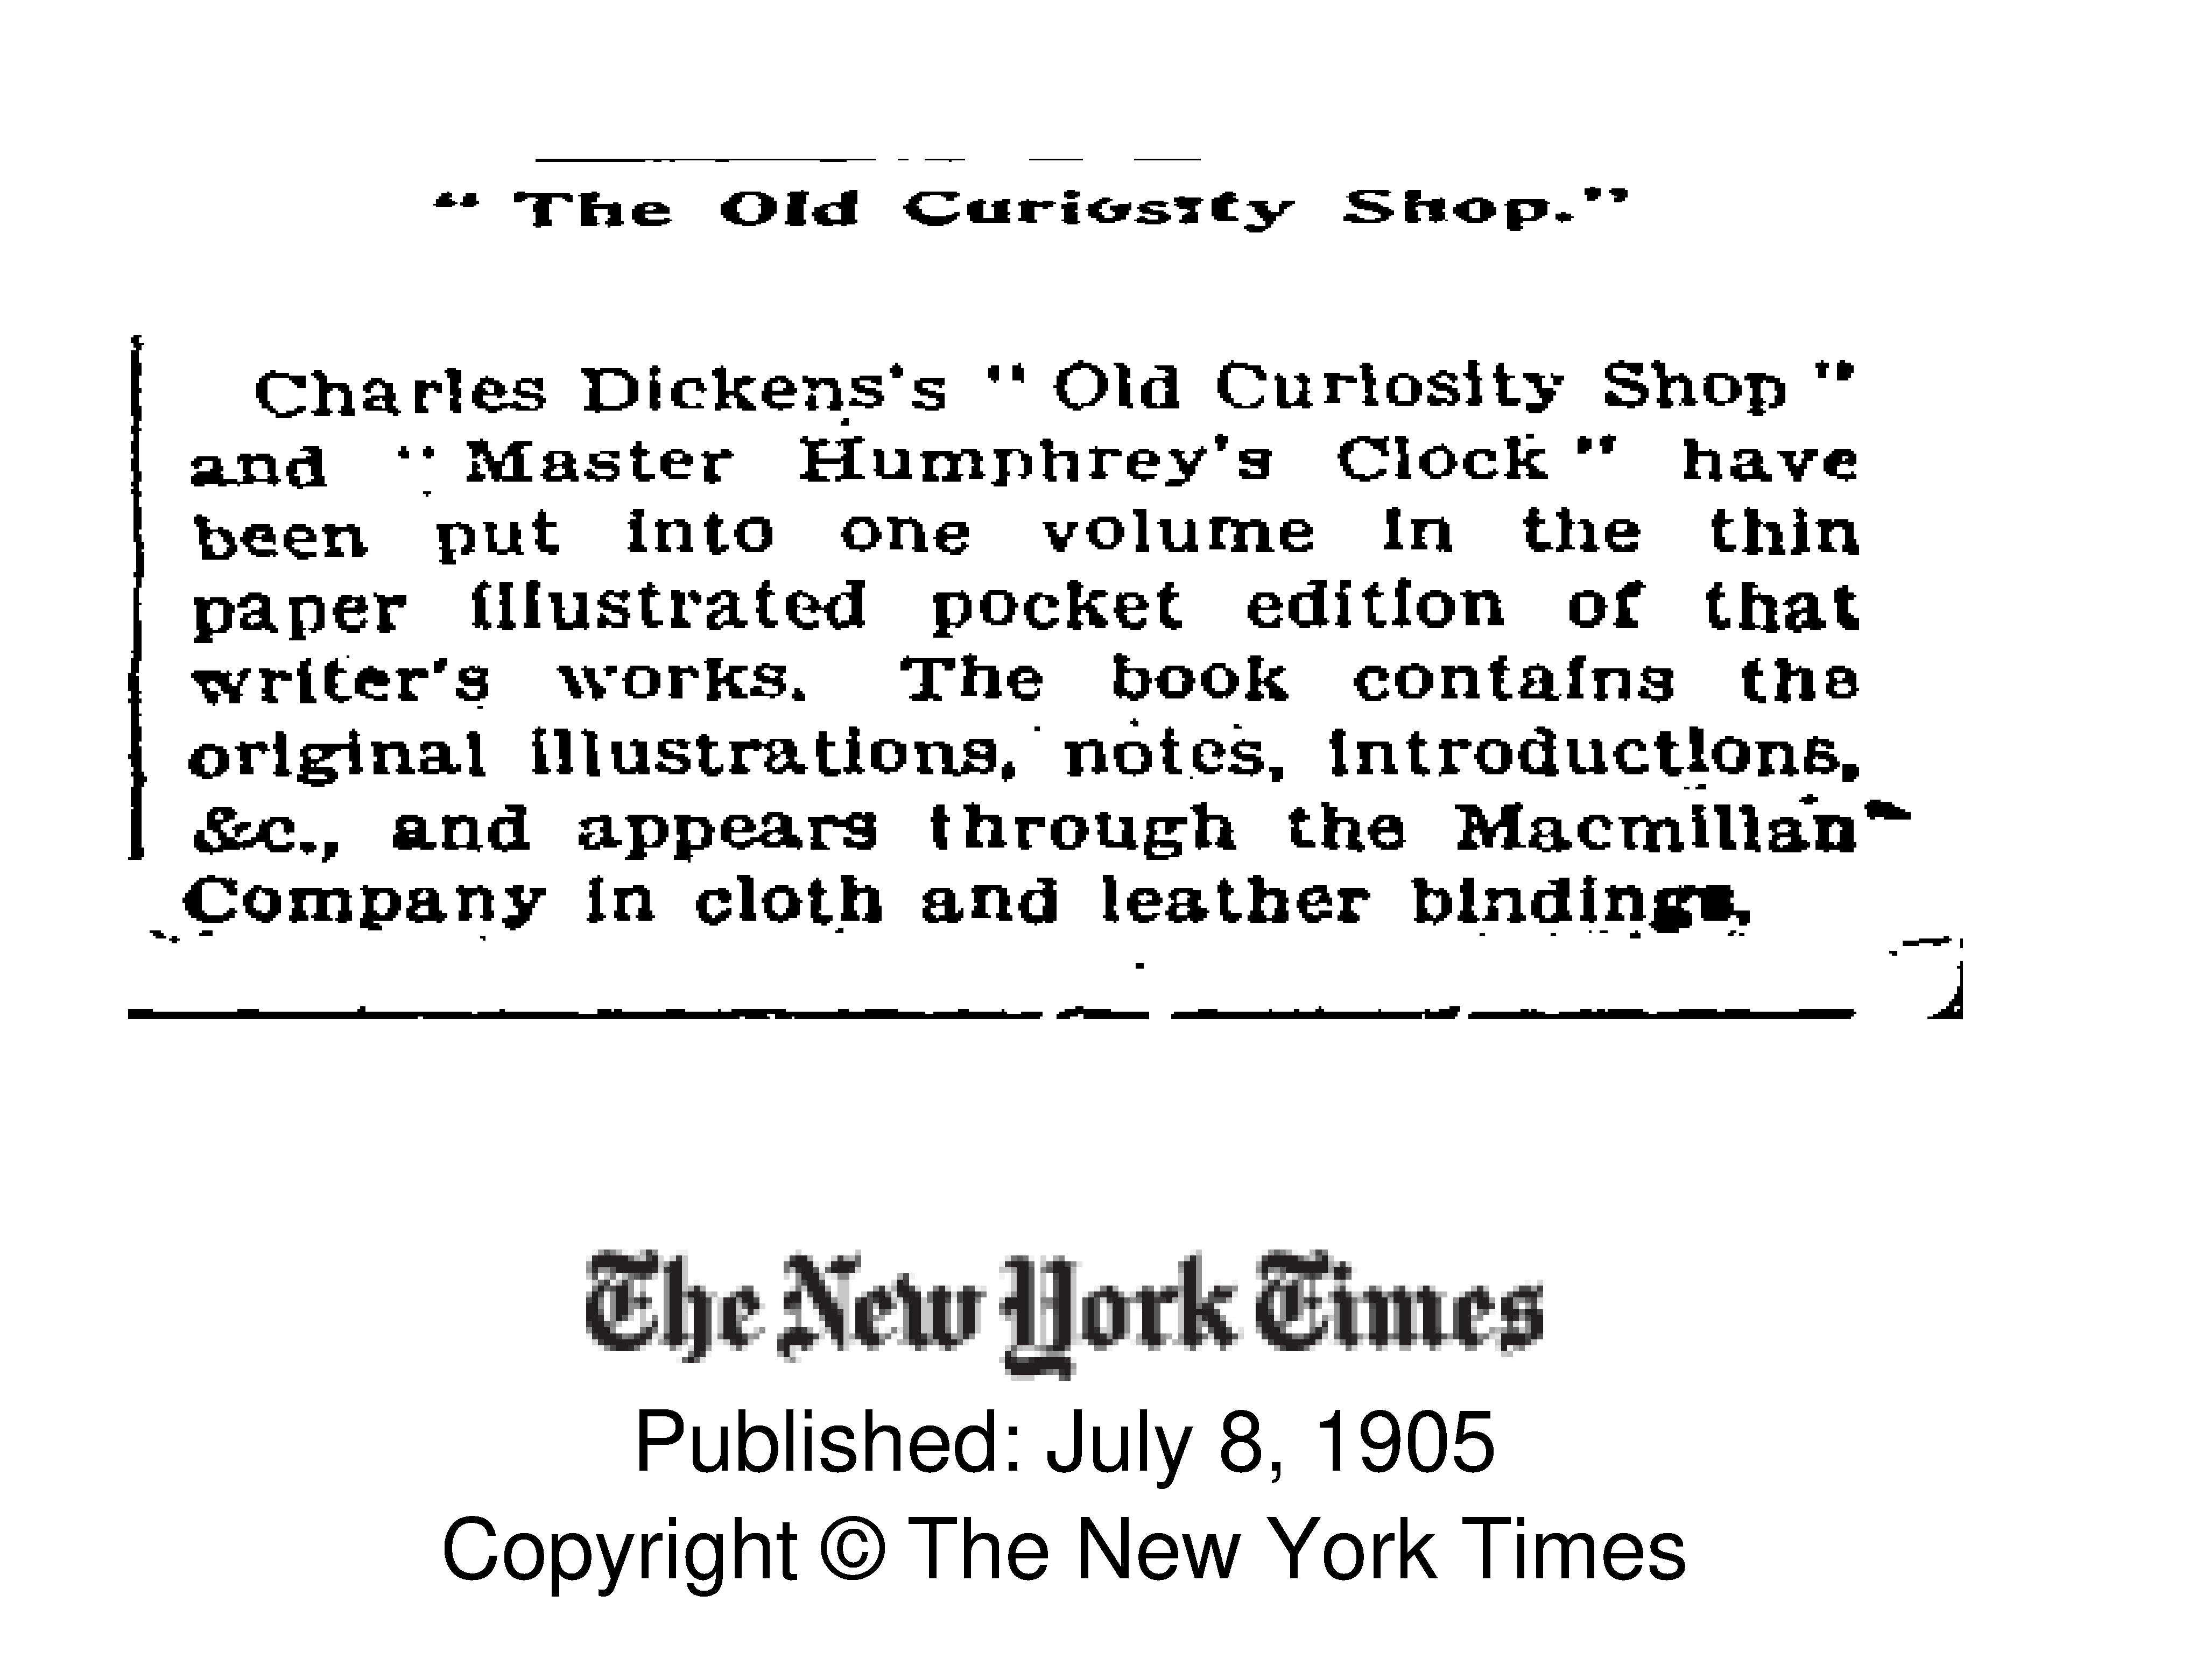 “ The Old Curiosity Shop.”
Charles Dickens's “ Old Curiosity Shop ”
and “ Master Humphrey's Clock ” have
been put into one volume in the thin
paper illustrated pocket edition of that
writer's works. The book contains the
original illustrations, notes, introductions,
&c., and appears through the Macmillan
Company in cloth and leather bindings.
The New York Times
Published: July 8, 1905
Copyright © The New York Times